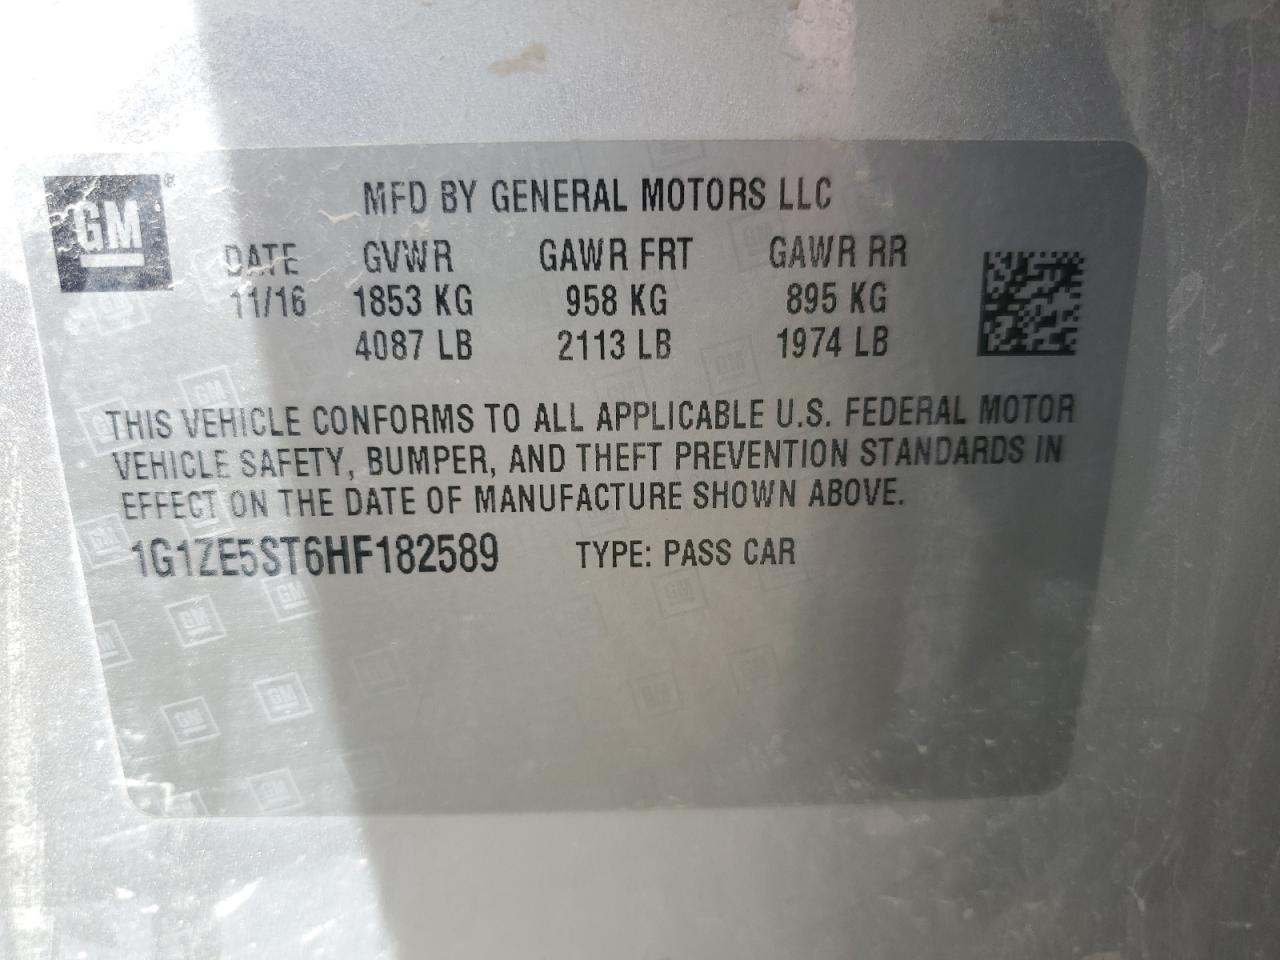 GM ®
MFD BY GENERAL MOTORS LLC
DATE GVWR GAWR FRT GAWR RR
11/16 1853 KG 958 KG 895 KG
4087 LB 2113 LB 1974 LB
THIS VEHICLE CONFORMS TO ALL APPLICABLE U.S. FEDERAL MOTOR
VEHICLE SAFETY, BUMPER, AND THEFT PREVENTION STANDARDS IN
EFFECT ON THE DATE OF MANUFACTURE SHOWN ABOVE.
1G1ZE5ST6HF182589 TYPE: PASS CAR